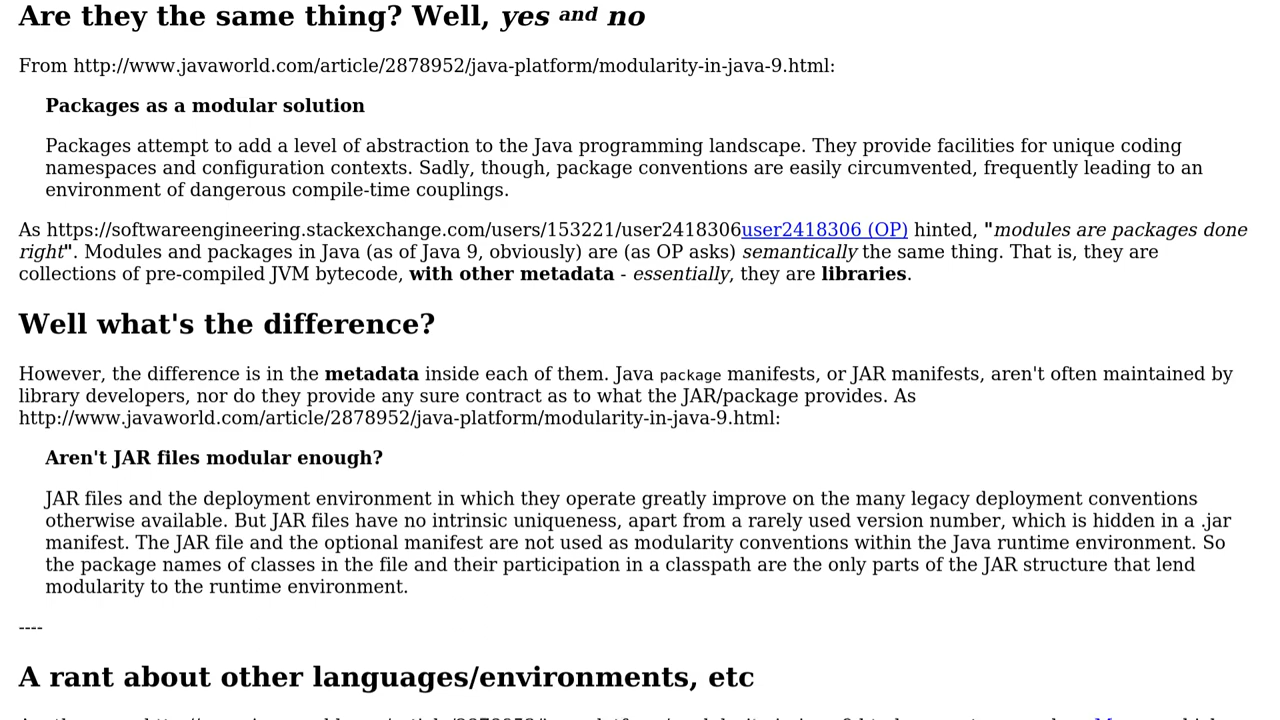 Are they the same thing? Well, yes and no
From http://www.javaworld.com/article/2878952/java-platform/modularity-in-java-9.html:
Packages as a modular solution
Packages attempt to add a level of abstraction to the Java programming landscape. They provide facilities for unique coding
namespaces and configuration contexts. Sadly, though, package conventions are easily circumvented, frequently leading to an
environment of dangerous compile-time couplings.
As https://softwareengineering.stackexchange.com/users/153221/user2418306user2418306 (OP) hinted, "modules are packages done
right". Modules and packages in Java (as of Java 9, obviously) are (as OP asks) semantically the same thing. That is, they are
collections of pre-compiled JVM bytecode, with other metadata - essentially, they are libraries.
Well what's the difference?
However, the difference is in the metadata inside each of them. Java package manifests, or JAR manifests, aren't often maintained by
library developers, nor do they provide any sure contract as to what the JAR/package provides. As
http://www.javaworld.com/article/2878952/java-platform/modularity-in-java-9.html:
Aren't JAR files modular enough?
JAR files and the deployment environment in which they operate greatly improve on the many legacy deployment conventions
otherwise available. But JAR files have no intrinsic uniqueness, apart from a rarely used version number, which is hidden in a .jar
manifest. The JAR file and the optional manifest are not used as modularity conventions within the Java runtime environment. So
the package names of classes in the file and their participation in a classpath are the only parts of the JAR structure that lend
modularity to the runtime environment.
----
A rant about other languages/environments, etc